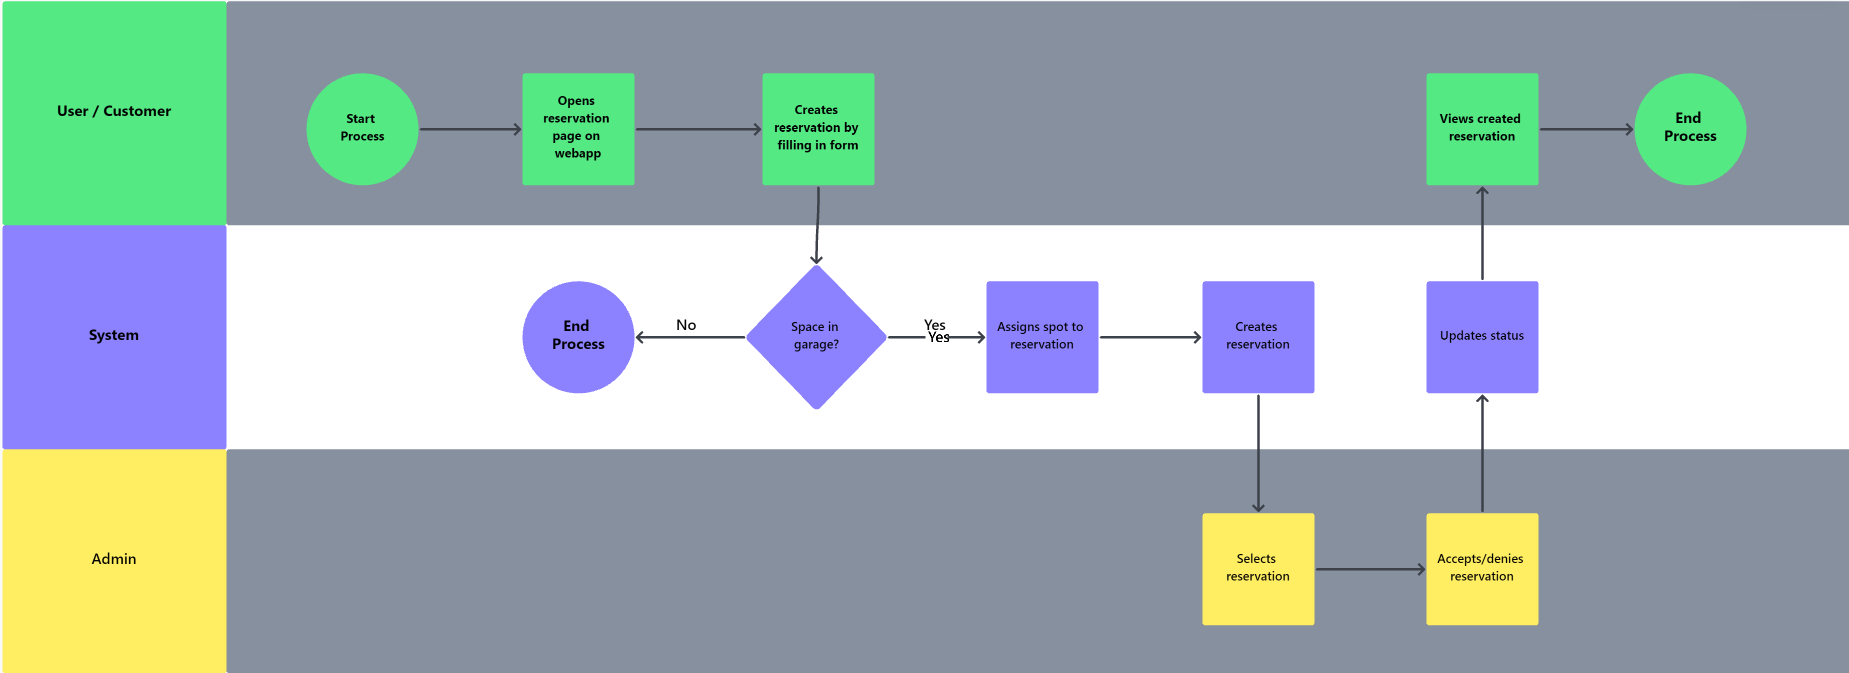 User / Customer
Start
Process
Opens
reservation
page on
webapp
Creates
reservation by
filling in form
Views created
reservation
End
Process
System
End
Process
No
Space in
garage?
Yes
Yes
Assigns spot to
reservation
Creates
reservation
Updates status
Admin
Selects
reservation
Accepts/denies
reservation